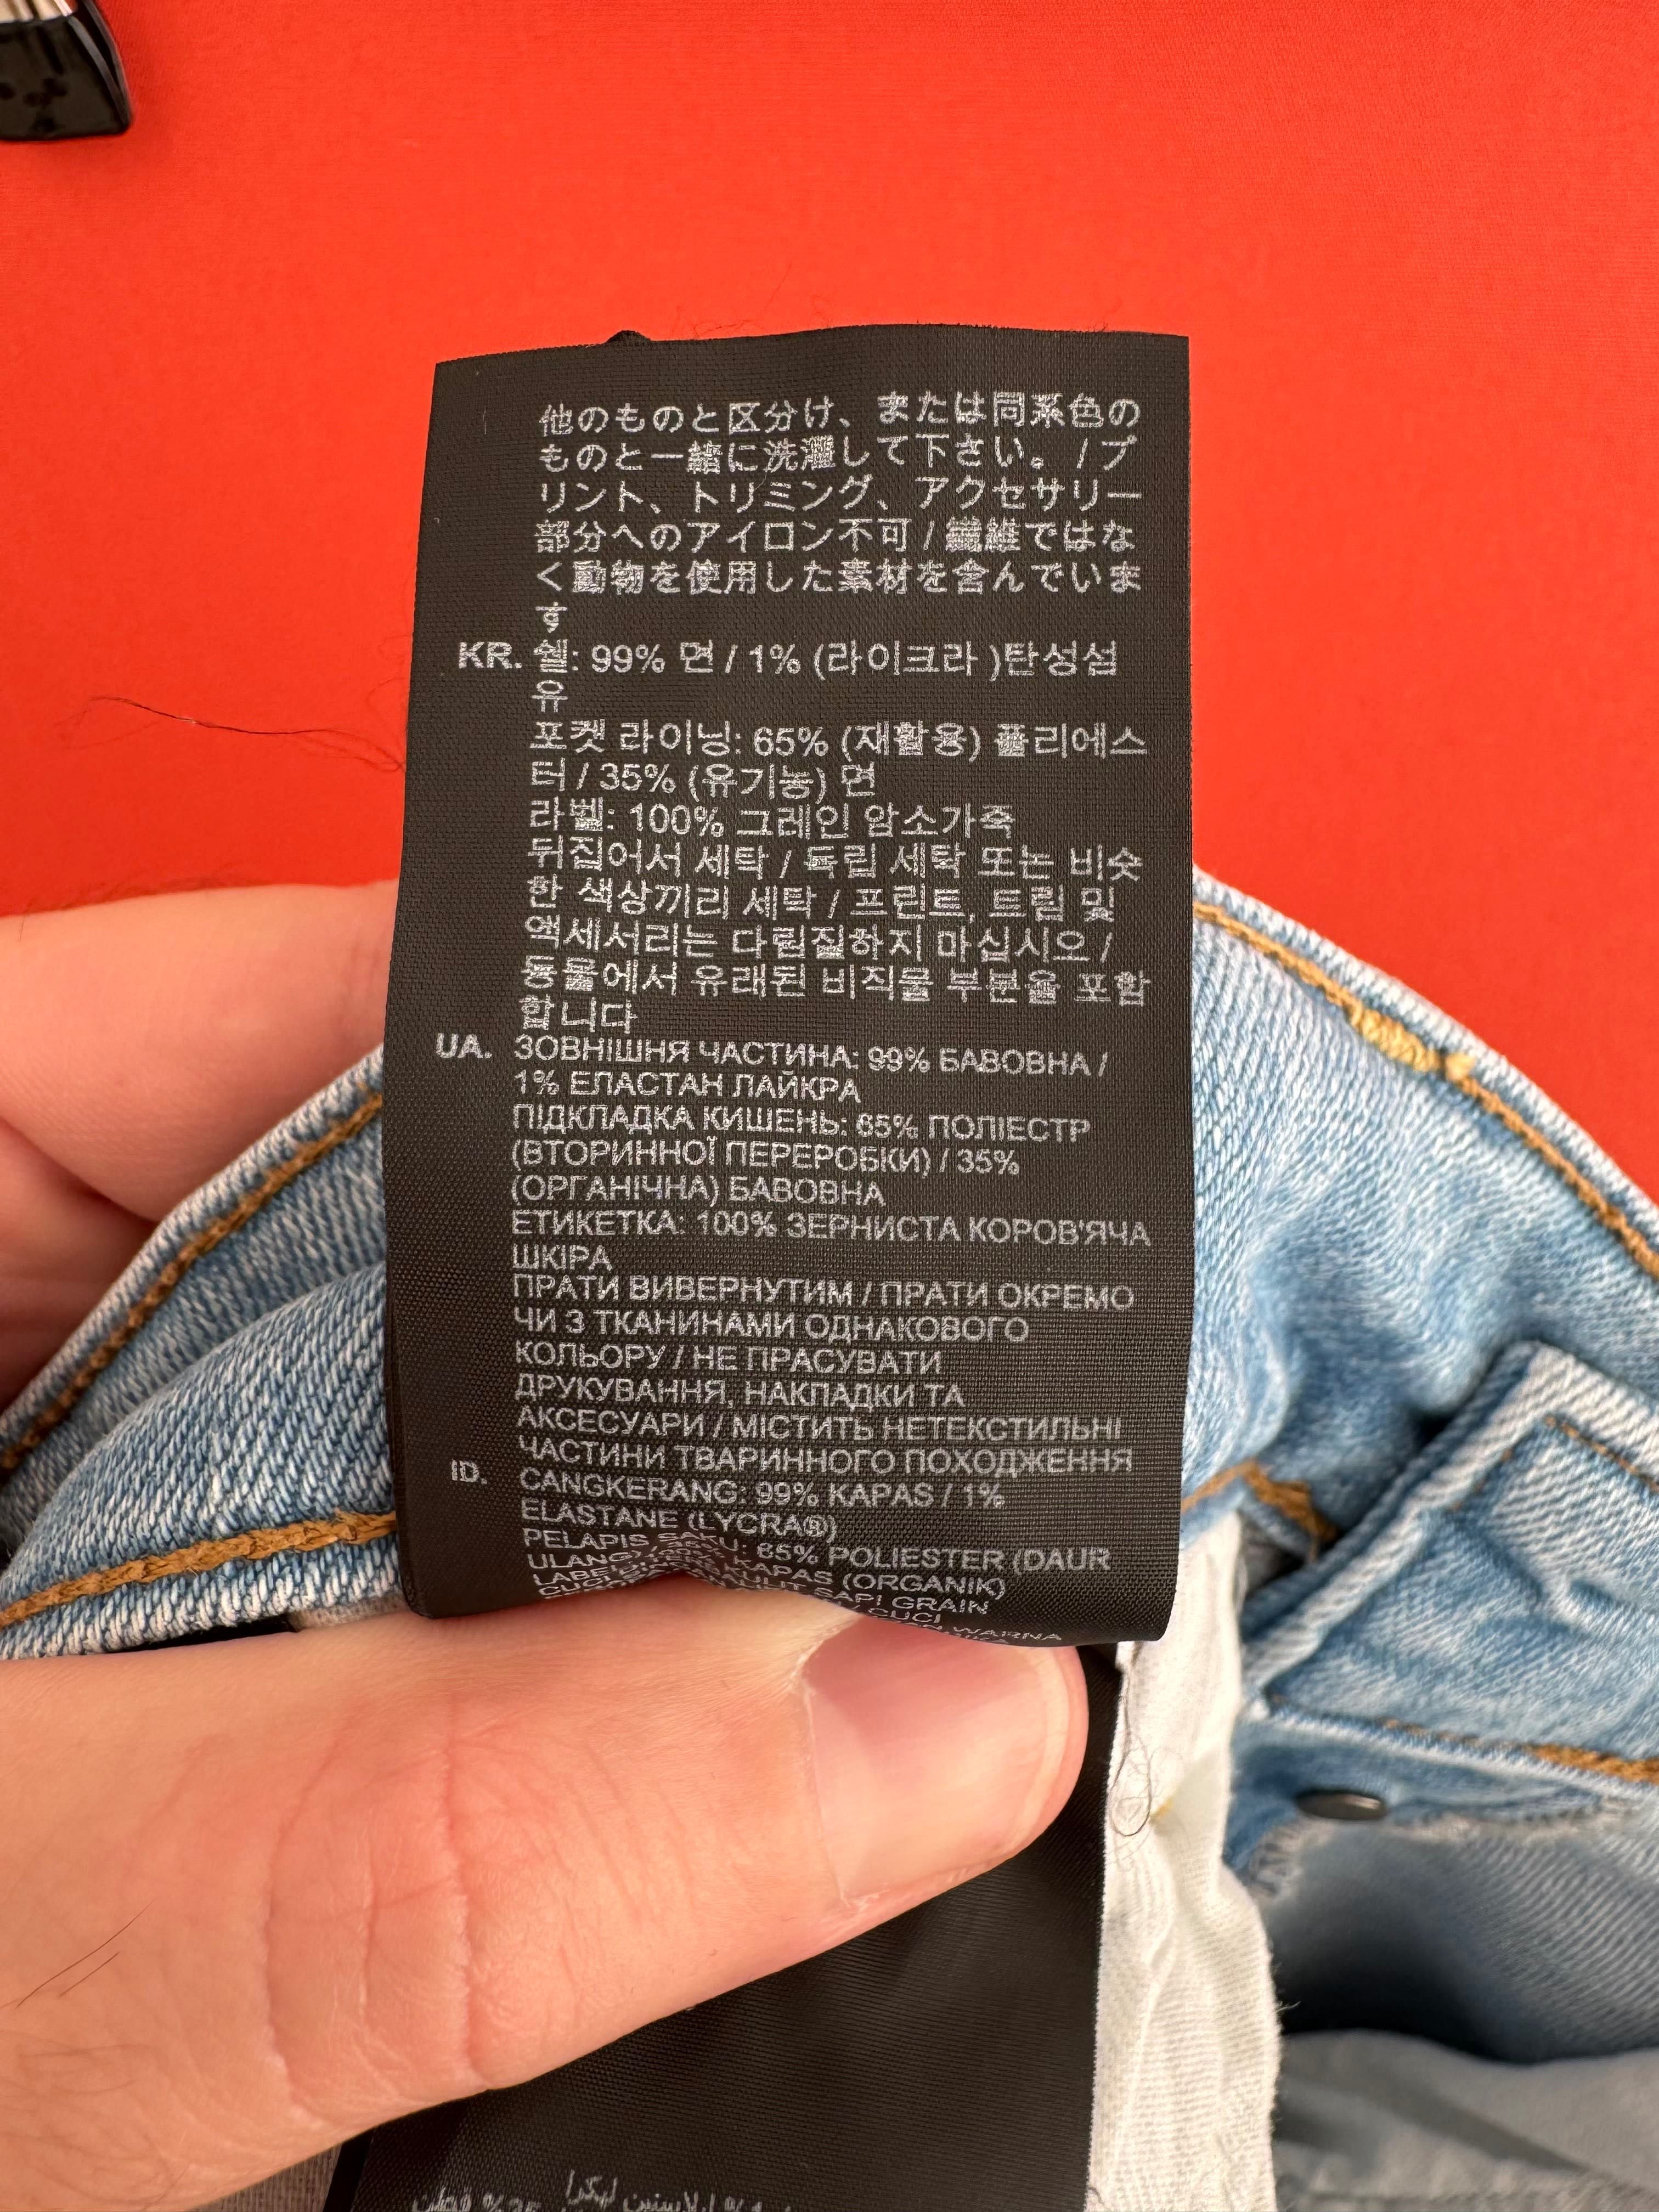 他のものと区分け、または同系色の
ものと一緒に洗濯して下さい。 / プ
リント、トリミング、アクセサリー
部分へのアイロン不可 / 繊維ではな
く動物を使用した素材を含んでいま
す
KR. 쉘: 99% 면 / 1% (라이크라 )탄성섬
유
포켓 라이닝: 65% (재활용) 폴리에스
터 / 35% (유기농) 면
라벨: 100% 그레인 암소가죽
뒤집어서 세탁 / 독립 세탁 또는 비슷
한 색상끼리 세탁 / 프린트, 트림 및
액세서리는 다림질하지 마십시오 /
동물에서 유래된 비직물 부분을 포함
합니다
UA. ЗОВНІШНЯ ЧАСТИНА: 99% БАВОВНА /
1% ЕЛАСТАН ЛАЙКРА
ПІДКЛАДКА КИШЕНЬ: 65% ПОЛІЕСТР
(ВТОРИННОЇ ПЕРЕРОБКИ) / 35%
(ОРГАНІЧНА) БАВОВНА
ЕТИКЕТКА: 100% ЗЕРНИСТА КОРОВ'ЯЧА
ШКІРА
ПРАТИ ВИВЕРНУТИМ / ПРАТИ ОКРЕМО
ЧИ З ТКАНИНАМИ ОДНАКОВОГО
КОЛЬОРУ / НЕ ПРАСУВАТИ
ДРУКУВАННЯ, НАКЛАДКИ ТА
АКСЕСУАРИ / МІСТИТЬ НЕТЕКСТИЛЬНІ
ЧАСТИНИ ТВАРИННОГО ПОХОДЖЕННЯ
ID. CANGKERANG: 99% KAPAS / 1%
ELASTANE (LYCRA®)
PELAPIS SAKU: 65% POLIESTER (DAUR
ULANG) KAPAS (ORGANIK)
LABEL KULIT SAPI GRAIN
CUCI CUCI
WARNA